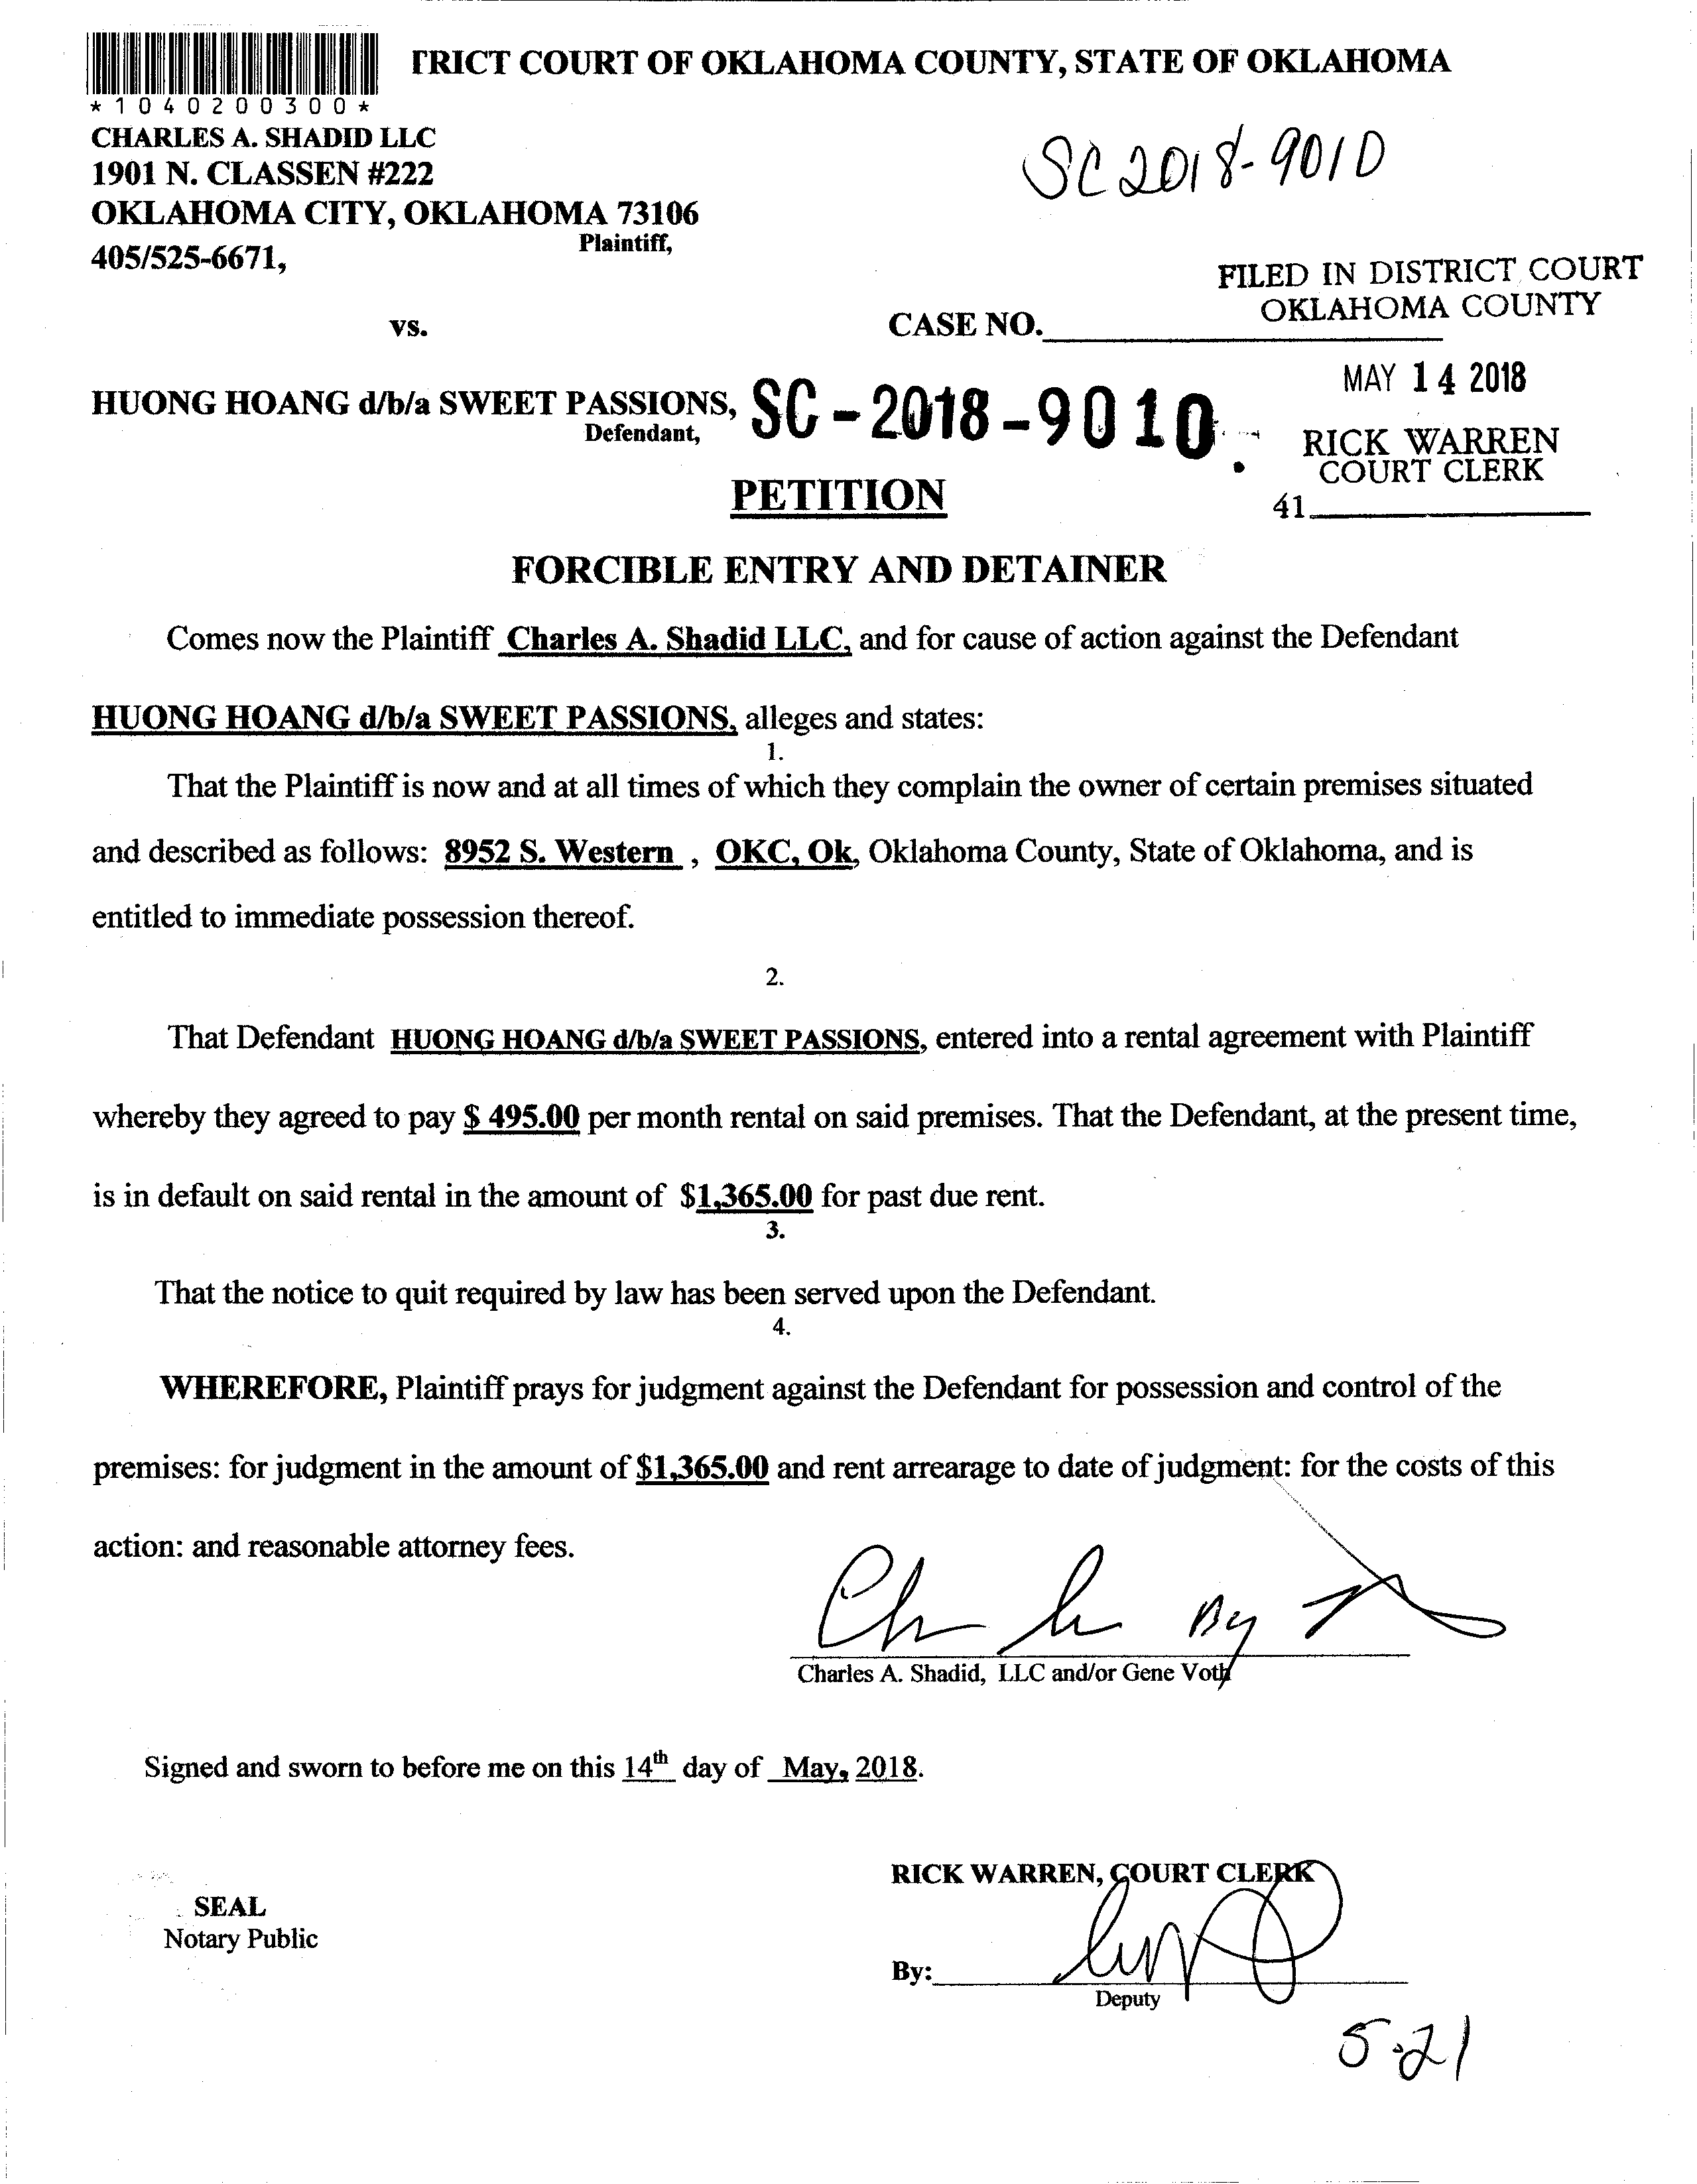 TRICT COURT OF OKLAHOMA COUNTY, STATE OF OKLAHOMA
*1040200300*
CHARLES A. SHADID LLC
1901 N. CLASSEN #222
OKLAHOMA CITY, OKLAHOMA 73106
405/525-6671,
Plaintiff,
SC 2018-9010
FILED IN DISTRICT COURT
OKLAHOMA COUNTY
vs.
CASE NO.
MAY 14 2018
HUONG HOANG d/b/a SWEET PASSIONS,
Defendant,
SC-2018-9010
RICK WARREN
COURT CLERK
41
PETITION
FORCIBLE ENTRY AND DETAINER
Comes now the Plaintiff Charles A. Shadid LLC, and for cause of action against the Defendant
HUONG HOANG d/b/a SWEET PASSIONS, alleges and states:
1.
That the Plaintiff is now and at all times of which they complain the owner of certain premises situated
and described as follows: 8952 S. Western , OKC, Ok, Oklahoma County, State of Oklahoma, and is
entitled to immediate possession thereof.
2.
That Defendant HUONG HOANG d/b/a SWEET PASSIONS, entered into a rental agreement with Plaintiff
whereby they agreed to pay $ 495.00 per month rental on said premises. That the Defendant, at the present time,
is in default on said rental in the amount of $1,365.00 for past due rent.
3.
That the notice to quit required by law has been served upon the Defendant.
4.
WHEREFORE, Plaintiff prays for judgment against the Defendant for possession and control of the
premises: for judgment in the amount of $1,365.00 and rent arrearage to date of judgment: for the costs of this
action: and reasonable attorney fees.
By
Charles A. Shadid, LLC and/or Gene Voth
Signed and sworn to before me on this 14th day of May, 2018.
RICK WARREN, COURT CLERK
SEAL
Notary Public
By:
Deputy
5-21